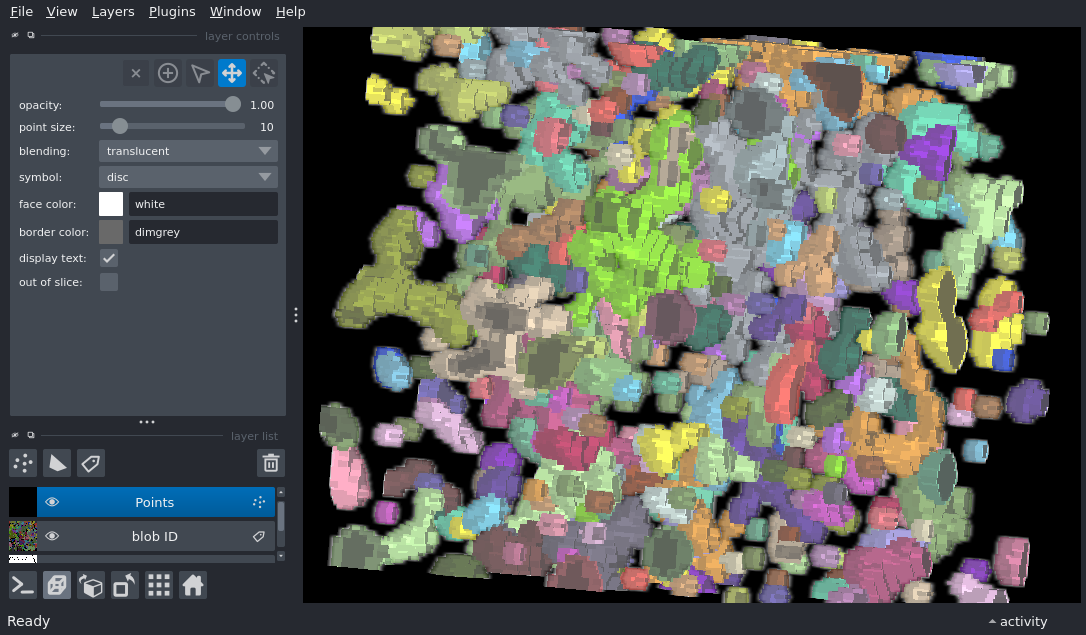 File View Layers Plugins Window Help
layer controls
opacity: 1.00
point size: 10
blending: translucent
symbol: disc
face color: white
border color: dimgrey
display text:
out of slice:
layer list
Points
blob ID
Ready
activity